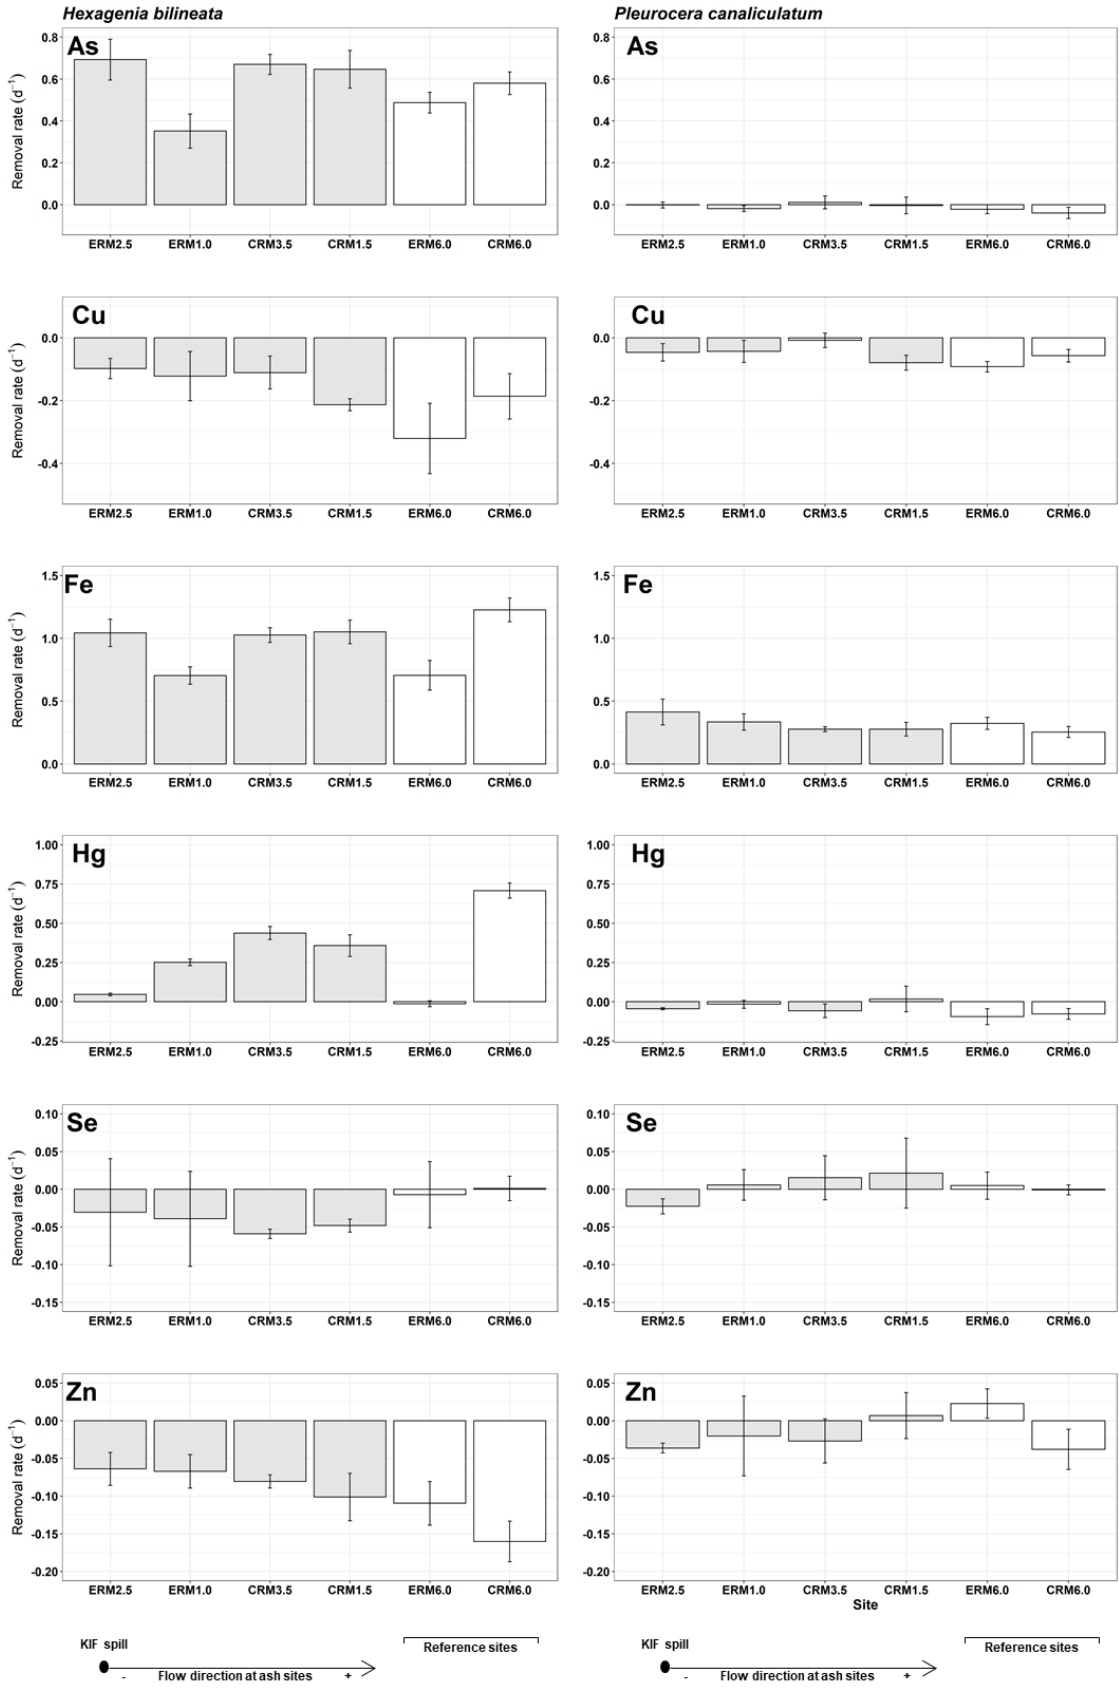 Hexagenia bilineata
Pleurocera canaliculatum
As
As
Removal rate (d⁻¹)
0.8
0.6
0.4
0.2
0.0
0.8
0.6
0.4
0.2
0.0
ERM2.5 ERM1.0 CRM3.5 CRM1.5 ERM6.0 CRM6.0
ERM2.5 ERM1.0 CRM3.5 CRM1.5 ERM6.0 CRM6.0
Cu
Cu
Removal rate (d⁻¹)
0.0
-0.2
-0.4
0.0
-0.2
-0.4
ERM2.5 ERM1.0 CRM3.5 CRM1.5 ERM6.0 CRM6.0
ERM2.5 ERM1.0 CRM3.5 CRM1.5 ERM6.0 CRM6.0
Fe
Fe
Removal rate (d⁻¹)
1.5
1.0
0.5
0.0
1.5
1.0
0.5
0.0
ERM2.5 ERM1.0 CRM3.5 CRM1.5 ERM6.0 CRM6.0
ERM2.5 ERM1.0 CRM3.5 CRM1.5 ERM6.0 CRM6.0
Hg
Hg
Removal rate (d⁻¹)
1.00
0.75
0.50
0.25
0.00
-0.25
1.00
0.75
0.50
0.25
0.00
-0.25
ERM2.5 ERM1.0 CRM3.5 CRM1.5 ERM6.0 CRM6.0
ERM2.5 ERM1.0 CRM3.5 CRM1.5 ERM6.0 CRM6.0
Se
Se
Removal rate (d⁻¹)
0.10
0.05
0.00
-0.05
-0.10
-0.15
0.10
0.05
0.00
-0.05
-0.10
-0.15
ERM2.5 ERM1.0 CRM3.5 CRM1.5 ERM6.0 CRM6.0
ERM2.5 ERM1.0 CRM3.5 CRM1.5 ERM6.0 CRM6.0
Zn
Zn
Removal rate (d⁻¹)
0.05
0.00
-0.05
-0.10
-0.15
-0.20
0.05
0.00
-0.05
-0.10
-0.15
-0.20
ERM2.5 ERM1.0 CRM3.5 CRM1.5 ERM6.0 CRM6.0
ERM2.5 ERM1.0 CRM3.5 CRM1.5 ERM6.0 CRM6.0
Site
KIF spill
Reference sites
- Flow direction at ash sites +
KIF spill
Reference sites
- Flow direction at ash sites +